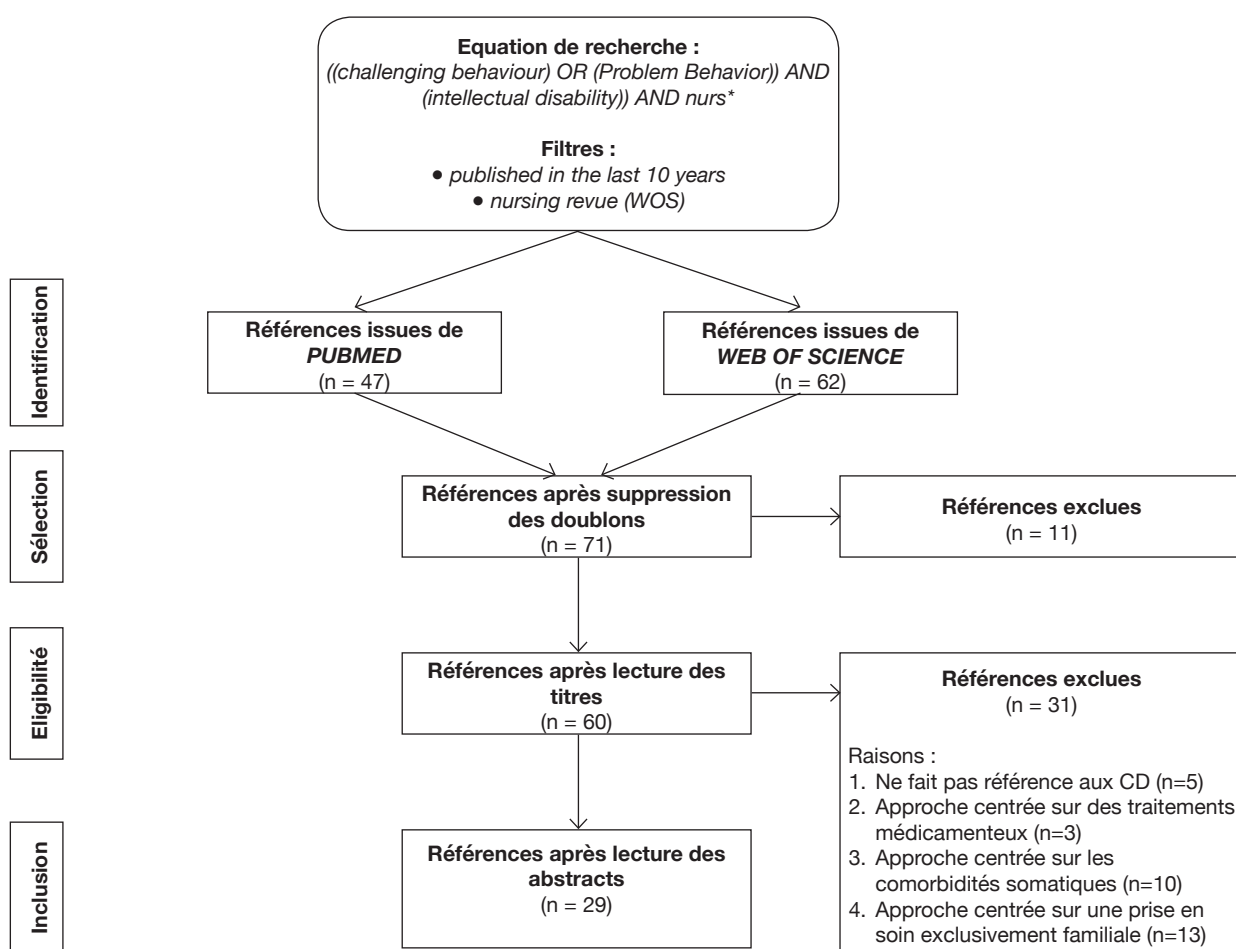 Equation de recherche :
((challenging behaviour) OR (Problem Behavior)) AND
(intellectual disability)) AND nurs*
Filtres :
• published in the last 10 years
• nursing revue (WOS)
Identification
Références issues de
PUBMED
(n = 47)
Références issues de
WEB OF SCIENCE
(n = 62)
Sélection
Références après suppression
des doublons
(n = 71)
Références exclues
(n = 11)
Eligibilité
Références après lecture des
titres
(n = 60)
Références exclues
(n = 31)
Raisons :
1. Ne fait pas référence aux CD (n=5)
2. Approche centrée sur des traitements
médicamenteux (n=3)
3. Approche centrée sur les
comorbidités somatiques (n=10)
4. Approche centrée sur une prise en
soin exclusivement familiale (n=13)
Inclusion
Références après lecture des
abstracts
(n = 29)